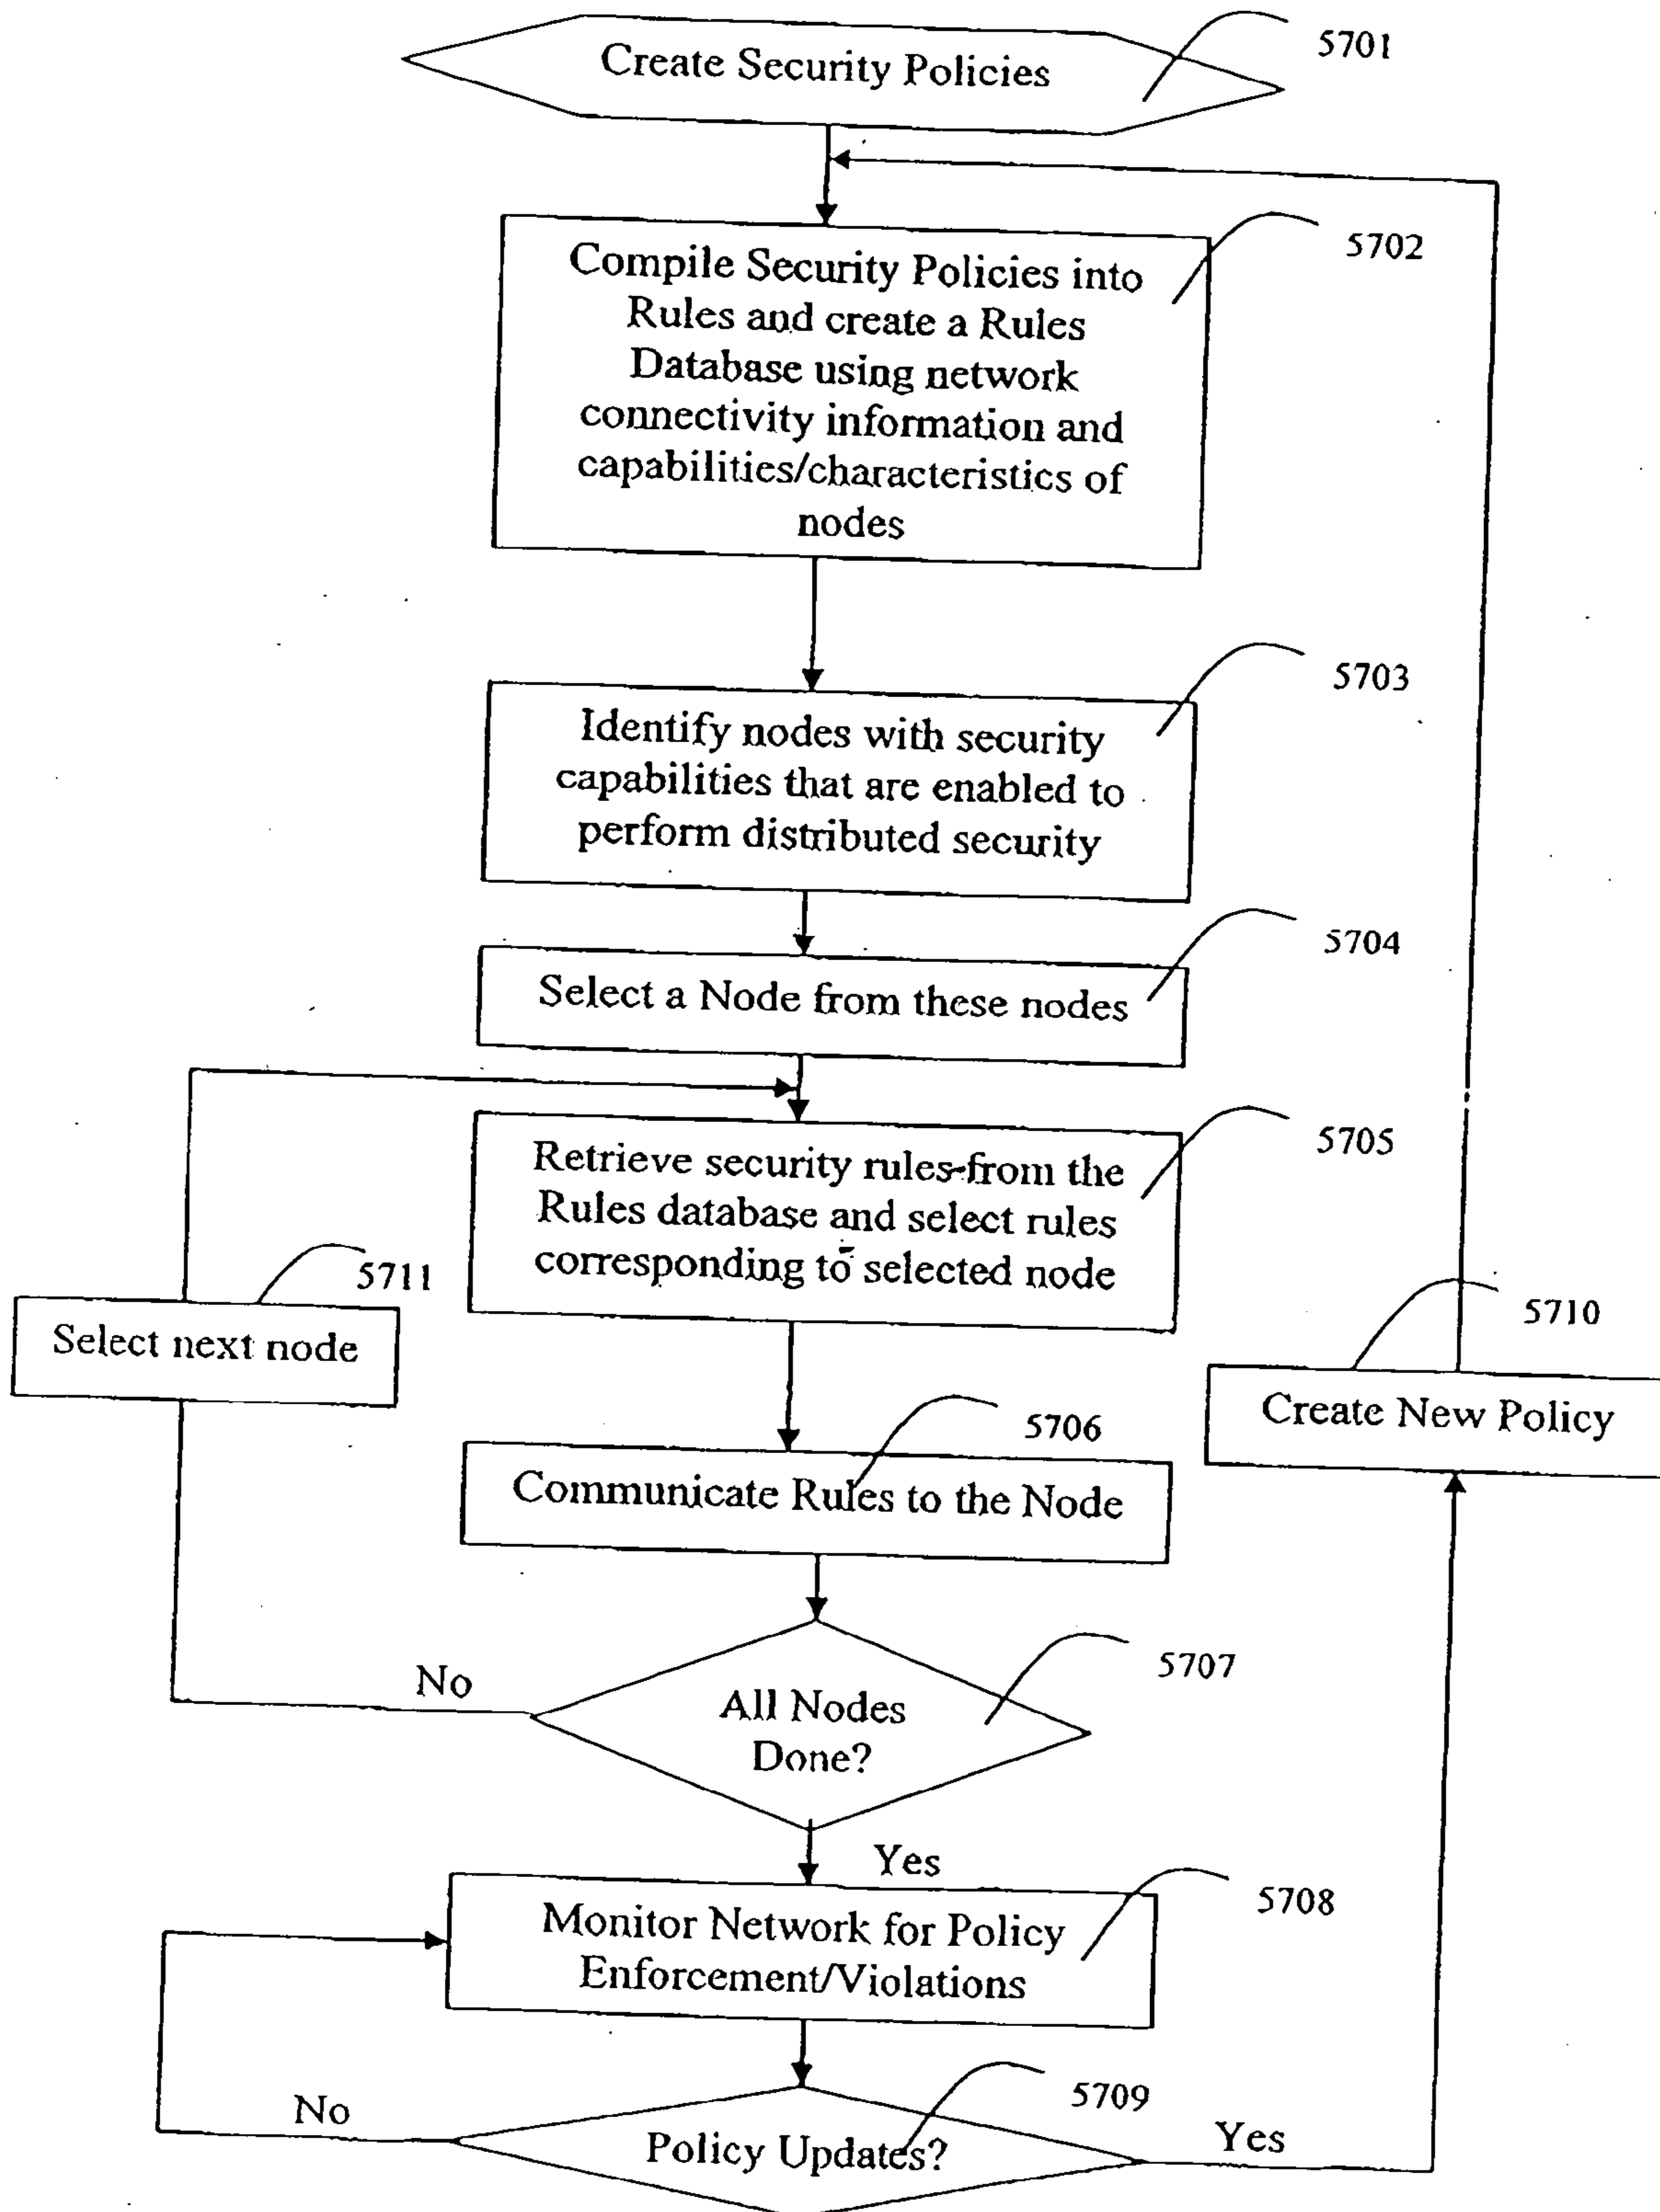 Create Security Policies
5701
Compile Security Policies into
Rules and create a Rules
Database using network
connectivity information and
capabilities/characteristics of
nodes
5702
Identify nodes with security
capabilities that are enabled to
perform distributed security
5703
Select a Node from these nodes
5704
Retrieve security rules from the
Rules database and select rules
corresponding to selected node
5705
Select next node
5711
Communicate Rules to the Node
5706
Create New Policy
5710
All Nodes
Done?
5707
No
Yes
Monitor Network for Policy
Enforcement/Violations
5708
Policy Updates?
5709
No
Yes